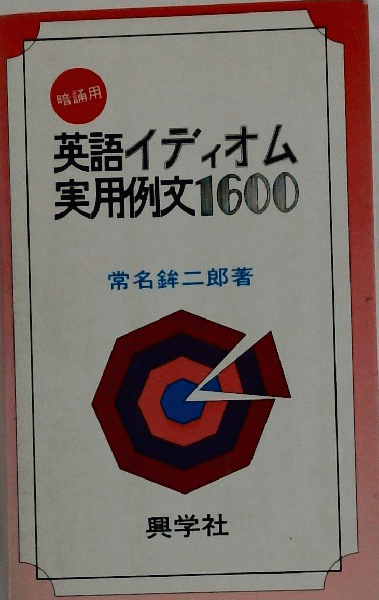 暗誦用
英語イディオム
実用例文1600
常名鉾二郎著
興学社